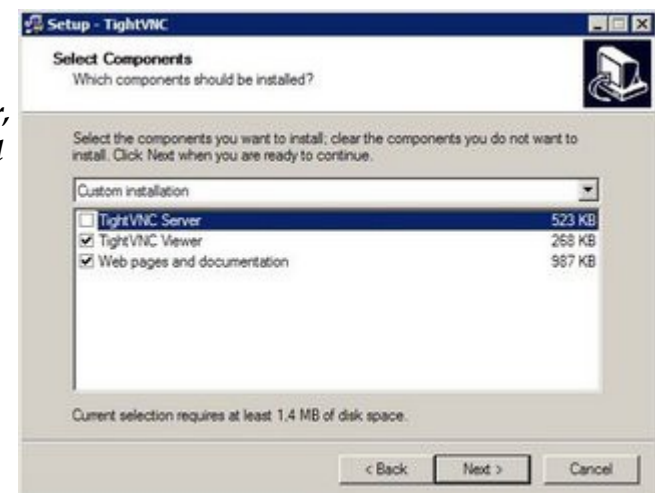 Setup - TightVNC
Select Components
Which components should be installed?
Select the components you want to install; clear the components you do not want to
install. Click Next when you are ready to continue.
Custom installation
TightVNC Server 523 KB
TightVNC Viewer 268 KB
Web pages and documentation 987 KB
Current selection requires at least 1,4 MB of disk space.
< Back Next > Cancel